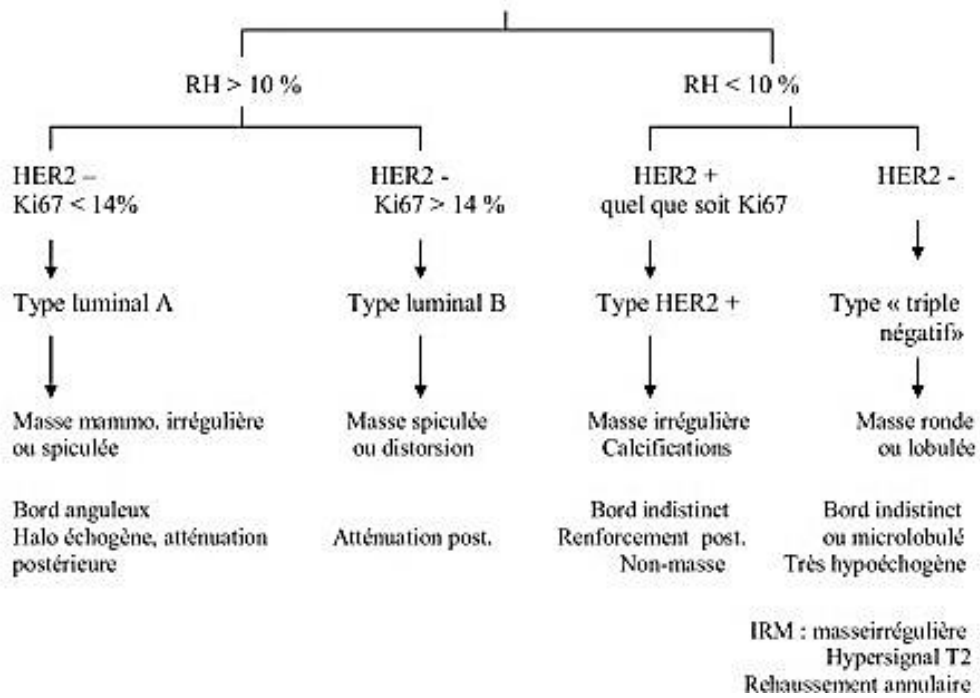 RH > 10 %
RH < 10 %
HER2 –
Ki67 < 14%
HER2 -
Ki67 > 14 %
HER2 +
quel que soit Ki67
HER2 -
Type luminal A
Type luminal B
Type HER2 +
Type « triple
négatif»
Masse mammo. irrégulière
ou spiculée
Masse spiculée
ou distorsion
Masse irrégulière
Calcifications
Masse ronde
ou lobulée
Bord anguleux
Halo échogène, atténuation
postérieure
Atténuation post.
Bord indistinct
Renforcement post.
Non-masse
Bord indistinct
ou microlobulé
Très hypoéchogène
IRM : masseirrégulière
Hypersignal T2
Rehaussement annulaire